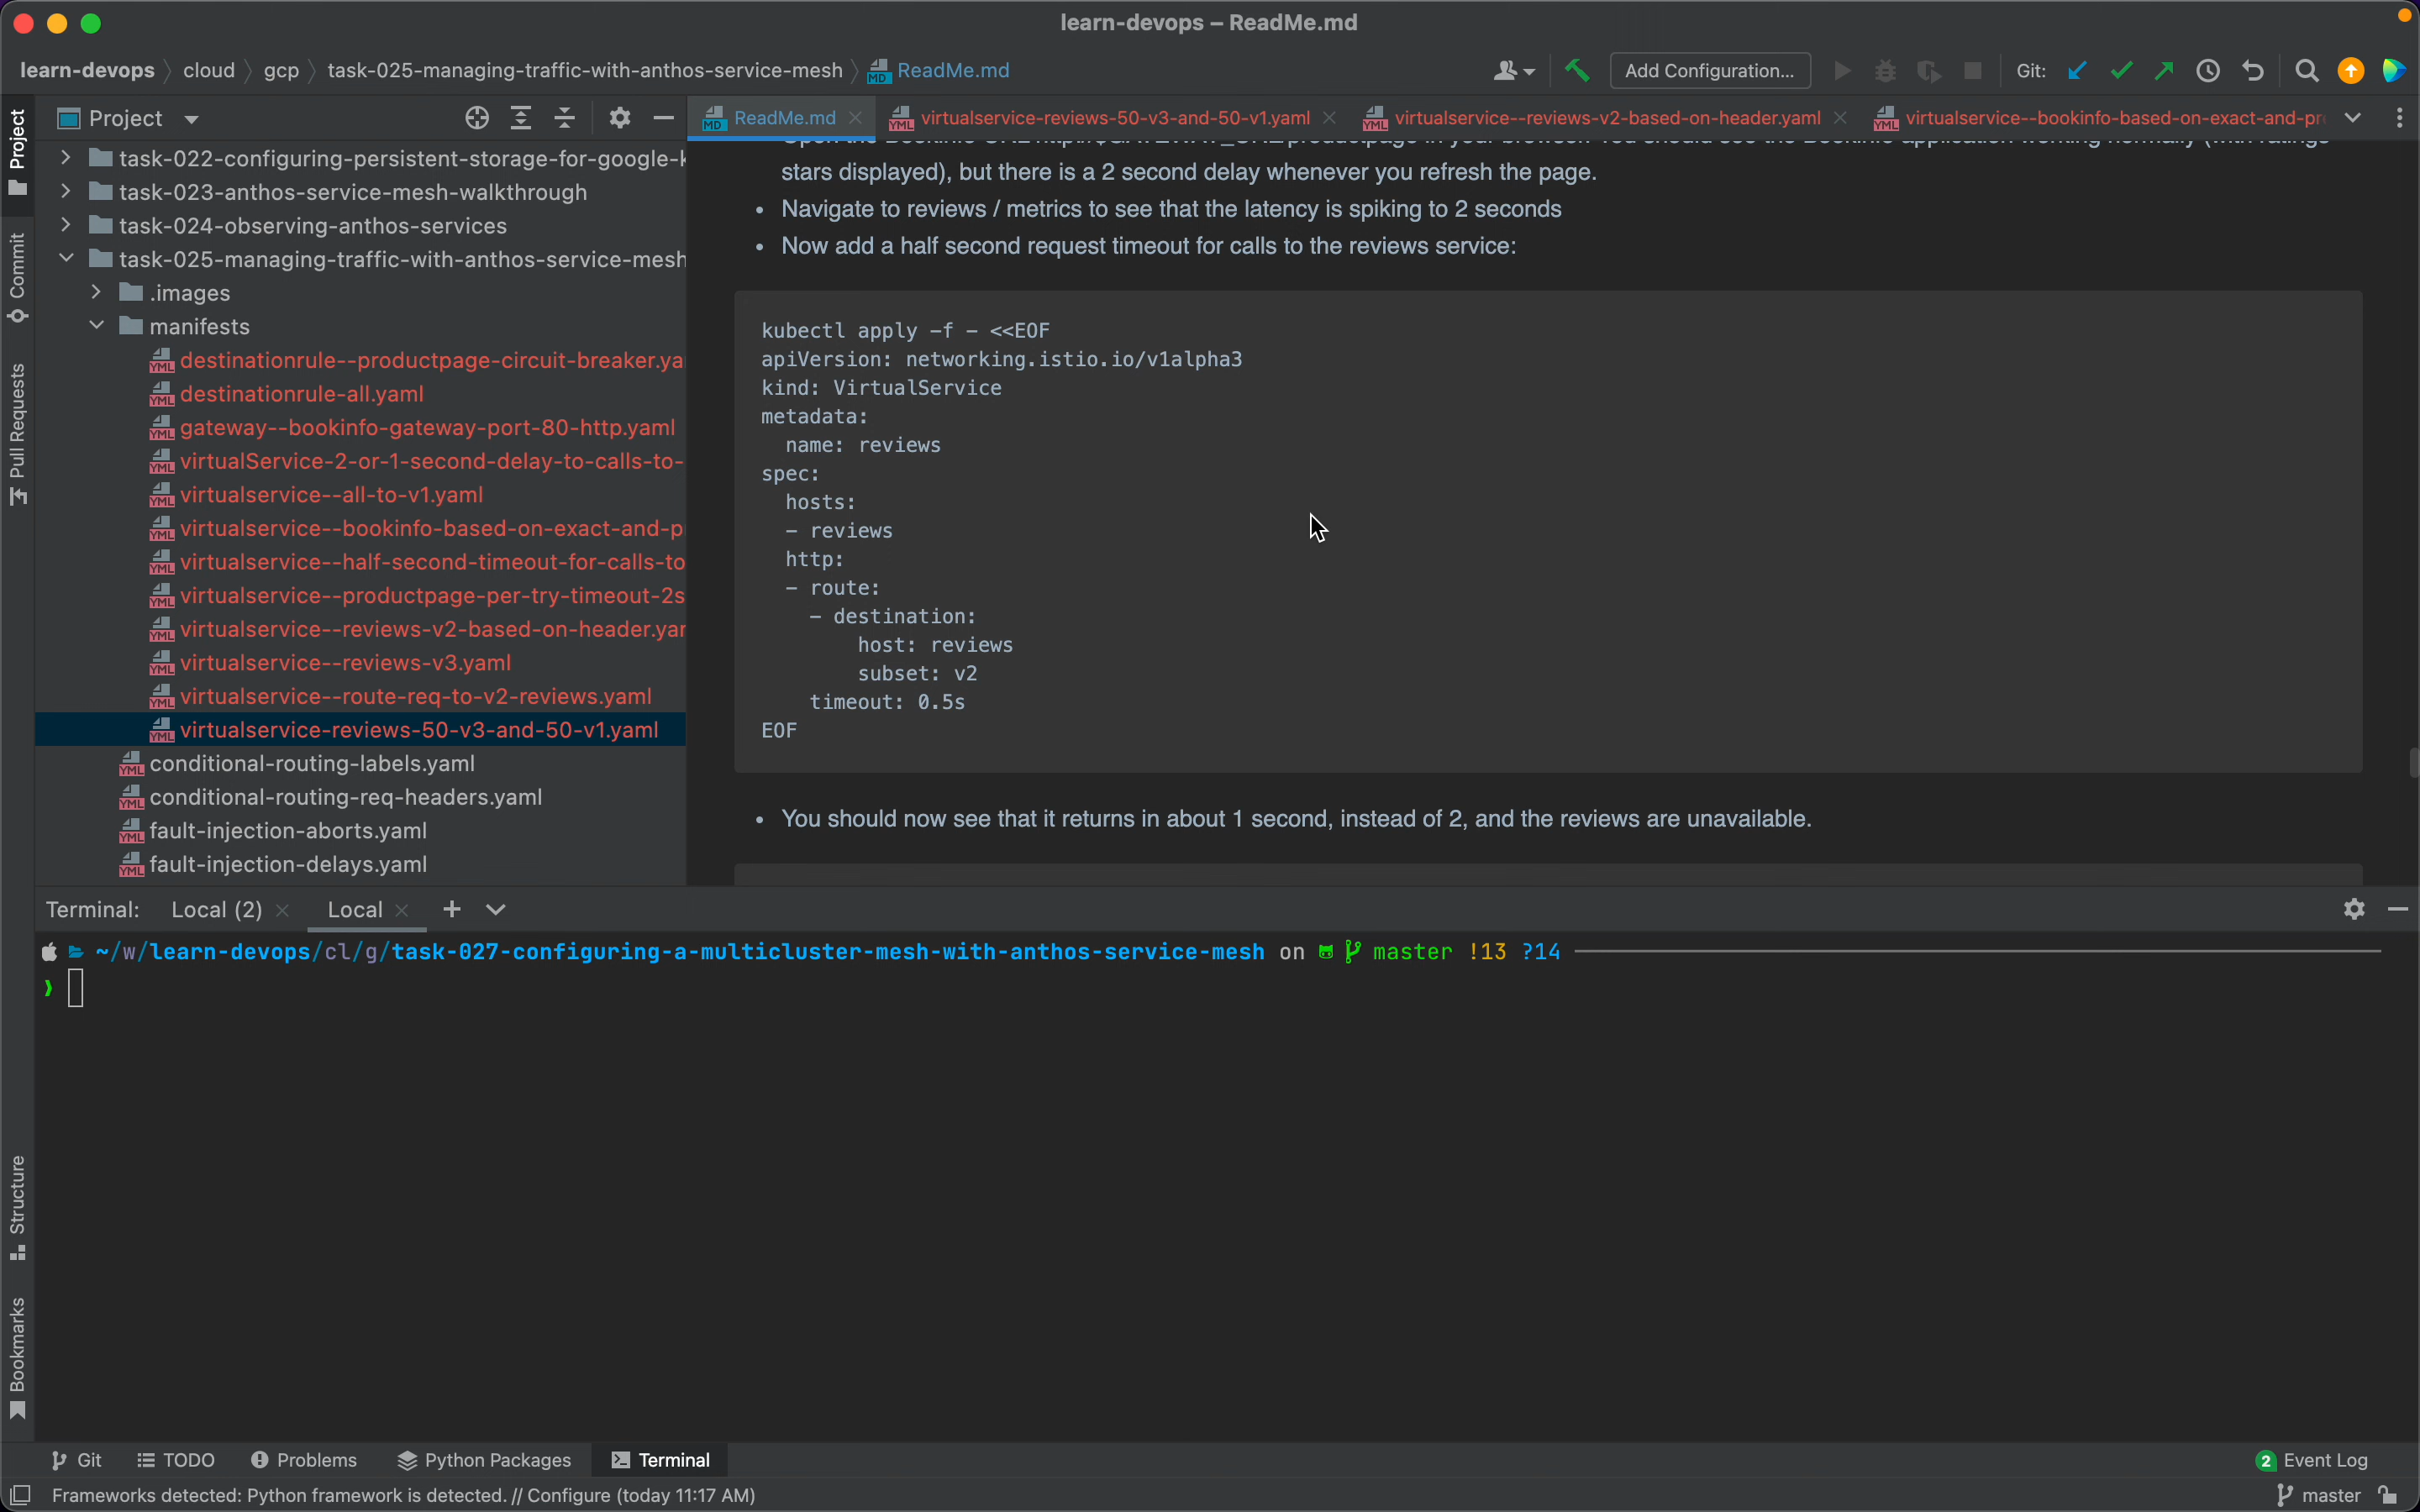 learn-devops – ReadMe.md
learn-devops cloud gcp task-025-managing-traffic-with-anthos-service-mesh ReadMe.md
Add Configuration...
Git:
Project
ReadMe.md
virtualservice-reviews-50-v3-and-50-v1.yaml
virtualservice--reviews-v2-based-on-header.yaml
virtualservice--bookinfo-based-on-exact-and-pr
Project
Commit
Pull Requests
Structure
Bookmarks
task-022-configuring-persistent-storage-for-google-k
task-023-anthos-service-mesh-walkthrough
task-024-observing-anthos-services
task-025-managing-traffic-with-anthos-service-mesh
.images
manifests
destinationrule--productpage-circuit-breaker.ya
destinationrule-all.yaml
gateway--bookinfo-gateway-port-80-http.yaml
virtualService-2-or-1-second-delay-to-calls-to-
virtualservice--all-to-v1.yaml
virtualservice--bookinfo-based-on-exact-and-p
virtualservice--half-second-timeout-for-calls-to
virtualservice--productpage-per-try-timeout-2s
virtualservice--reviews-v2-based-on-header.yar
virtualservice--reviews-v3.yaml
virtualservice--route-req-to-v2-reviews.yaml
virtualservice-reviews-50-v3-and-50-v1.yaml
conditional-routing-labels.yaml
conditional-routing-req-headers.yaml
fault-injection-aborts.yaml
fault-injection-delays.yaml
stars displayed), but there is a 2 second delay whenever you refresh the page.
• Navigate to reviews / metrics to see that the latency is spiking to 2 seconds
• Now add a half second request timeout for calls to the reviews service:
kubectl apply -f - <<EOF
apiVersion: networking.istio.io/v1alpha3
kind: VirtualService
metadata:
  name: reviews
spec:
  hosts:
  - reviews
  http:
  - route:
    - destination:
        host: reviews
        subset: v2
    timeout: 0.5s
EOF
• You should now see that it returns in about 1 second, instead of 2, and the reviews are unavailable.
Terminal: Local (2) Local
~/w/learn-devops/cl/g/task-027-configuring-a-multicluster-mesh-with-anthos-service-mesh on master !13 ?14
❯
Git TODO Problems Python Packages Terminal
2 Event Log
Frameworks detected: Python framework is detected. // Configure (today 11:17 AM)
master